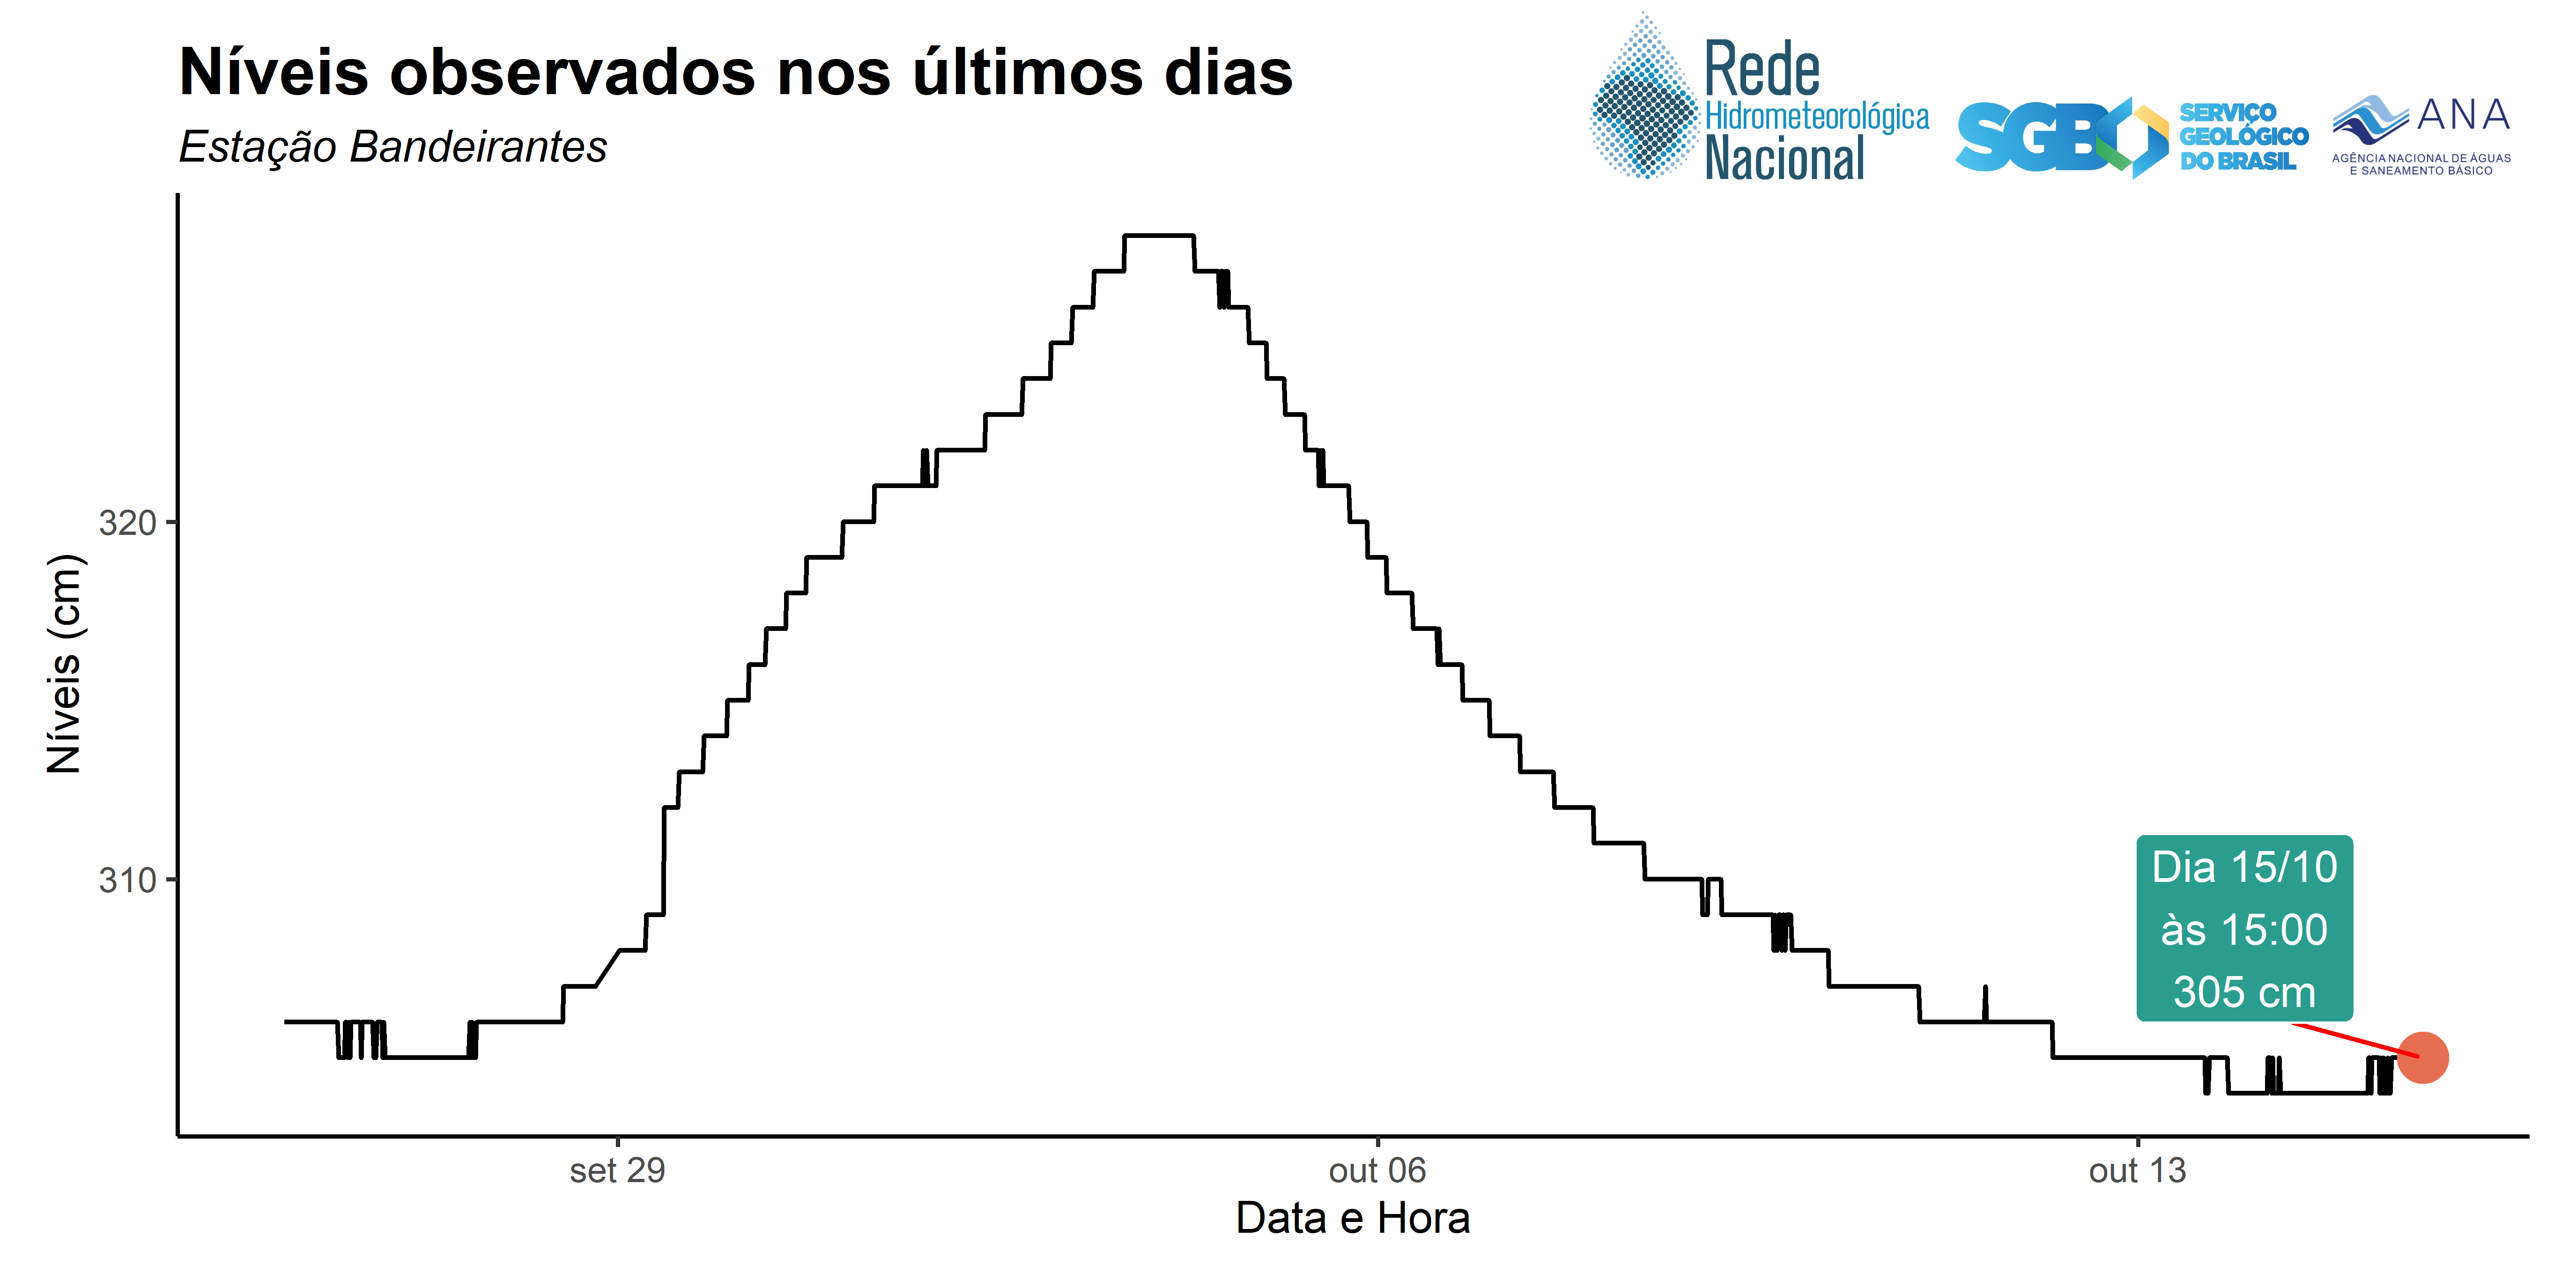 Níveis observados nos últimos dias
Estação Bandeirantes
Rede
Hidrometeorológica
Nacional
SGB
SERVIÇO
GEOLÓGICO
DO BRASIL
ANA
AGÊNCIA NACIONAL DE ÁGUAS
E SANEAMENTO BÁSICO
Níveis (cm)
320
310
Dia 15/10
às 15:00
305 cm
set 29
out 06
out 13
Data e Hora